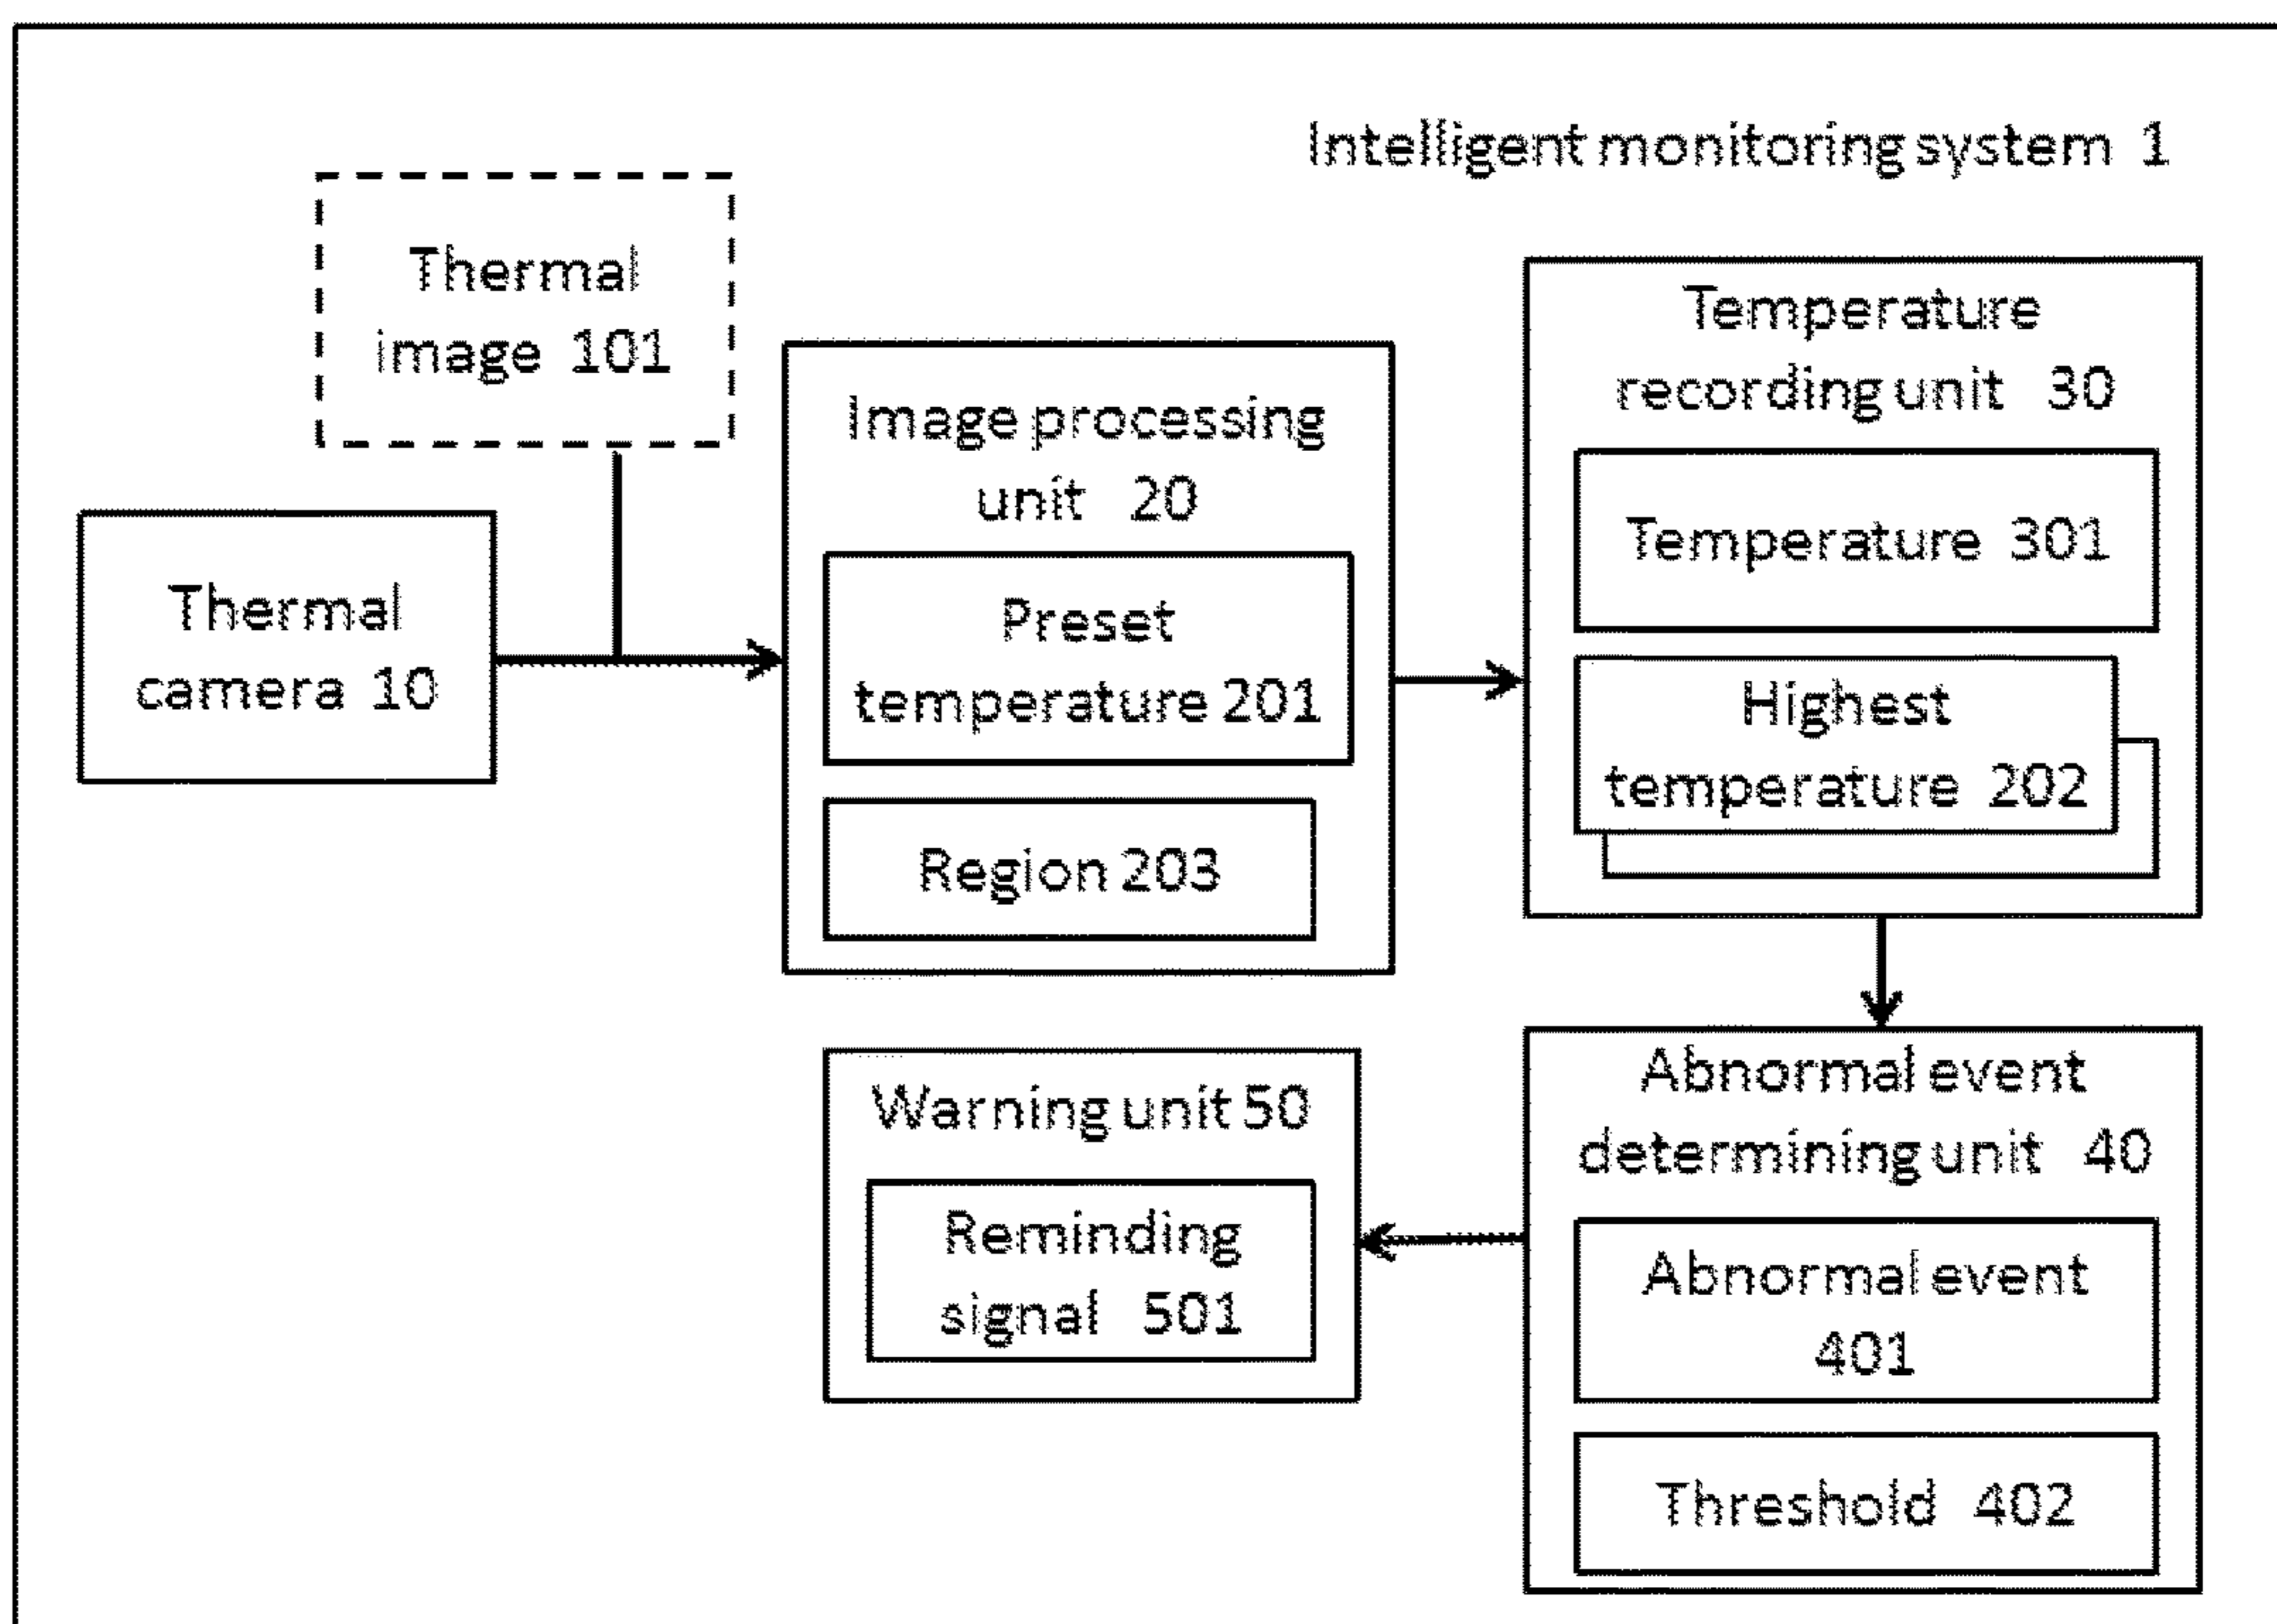 Intelligent monitoring system 1
Thermal
image 101
Thermal
camera 10
Image processing
unit 20
Preset
temperature 201
Region 203
Temperature
recording unit 30
Temperature 301
Highest
temperature 202
Abnormal event
determining unit 40
Abnormal event
401
Threshold 402
Warning unit 50
Reminding
signal 501